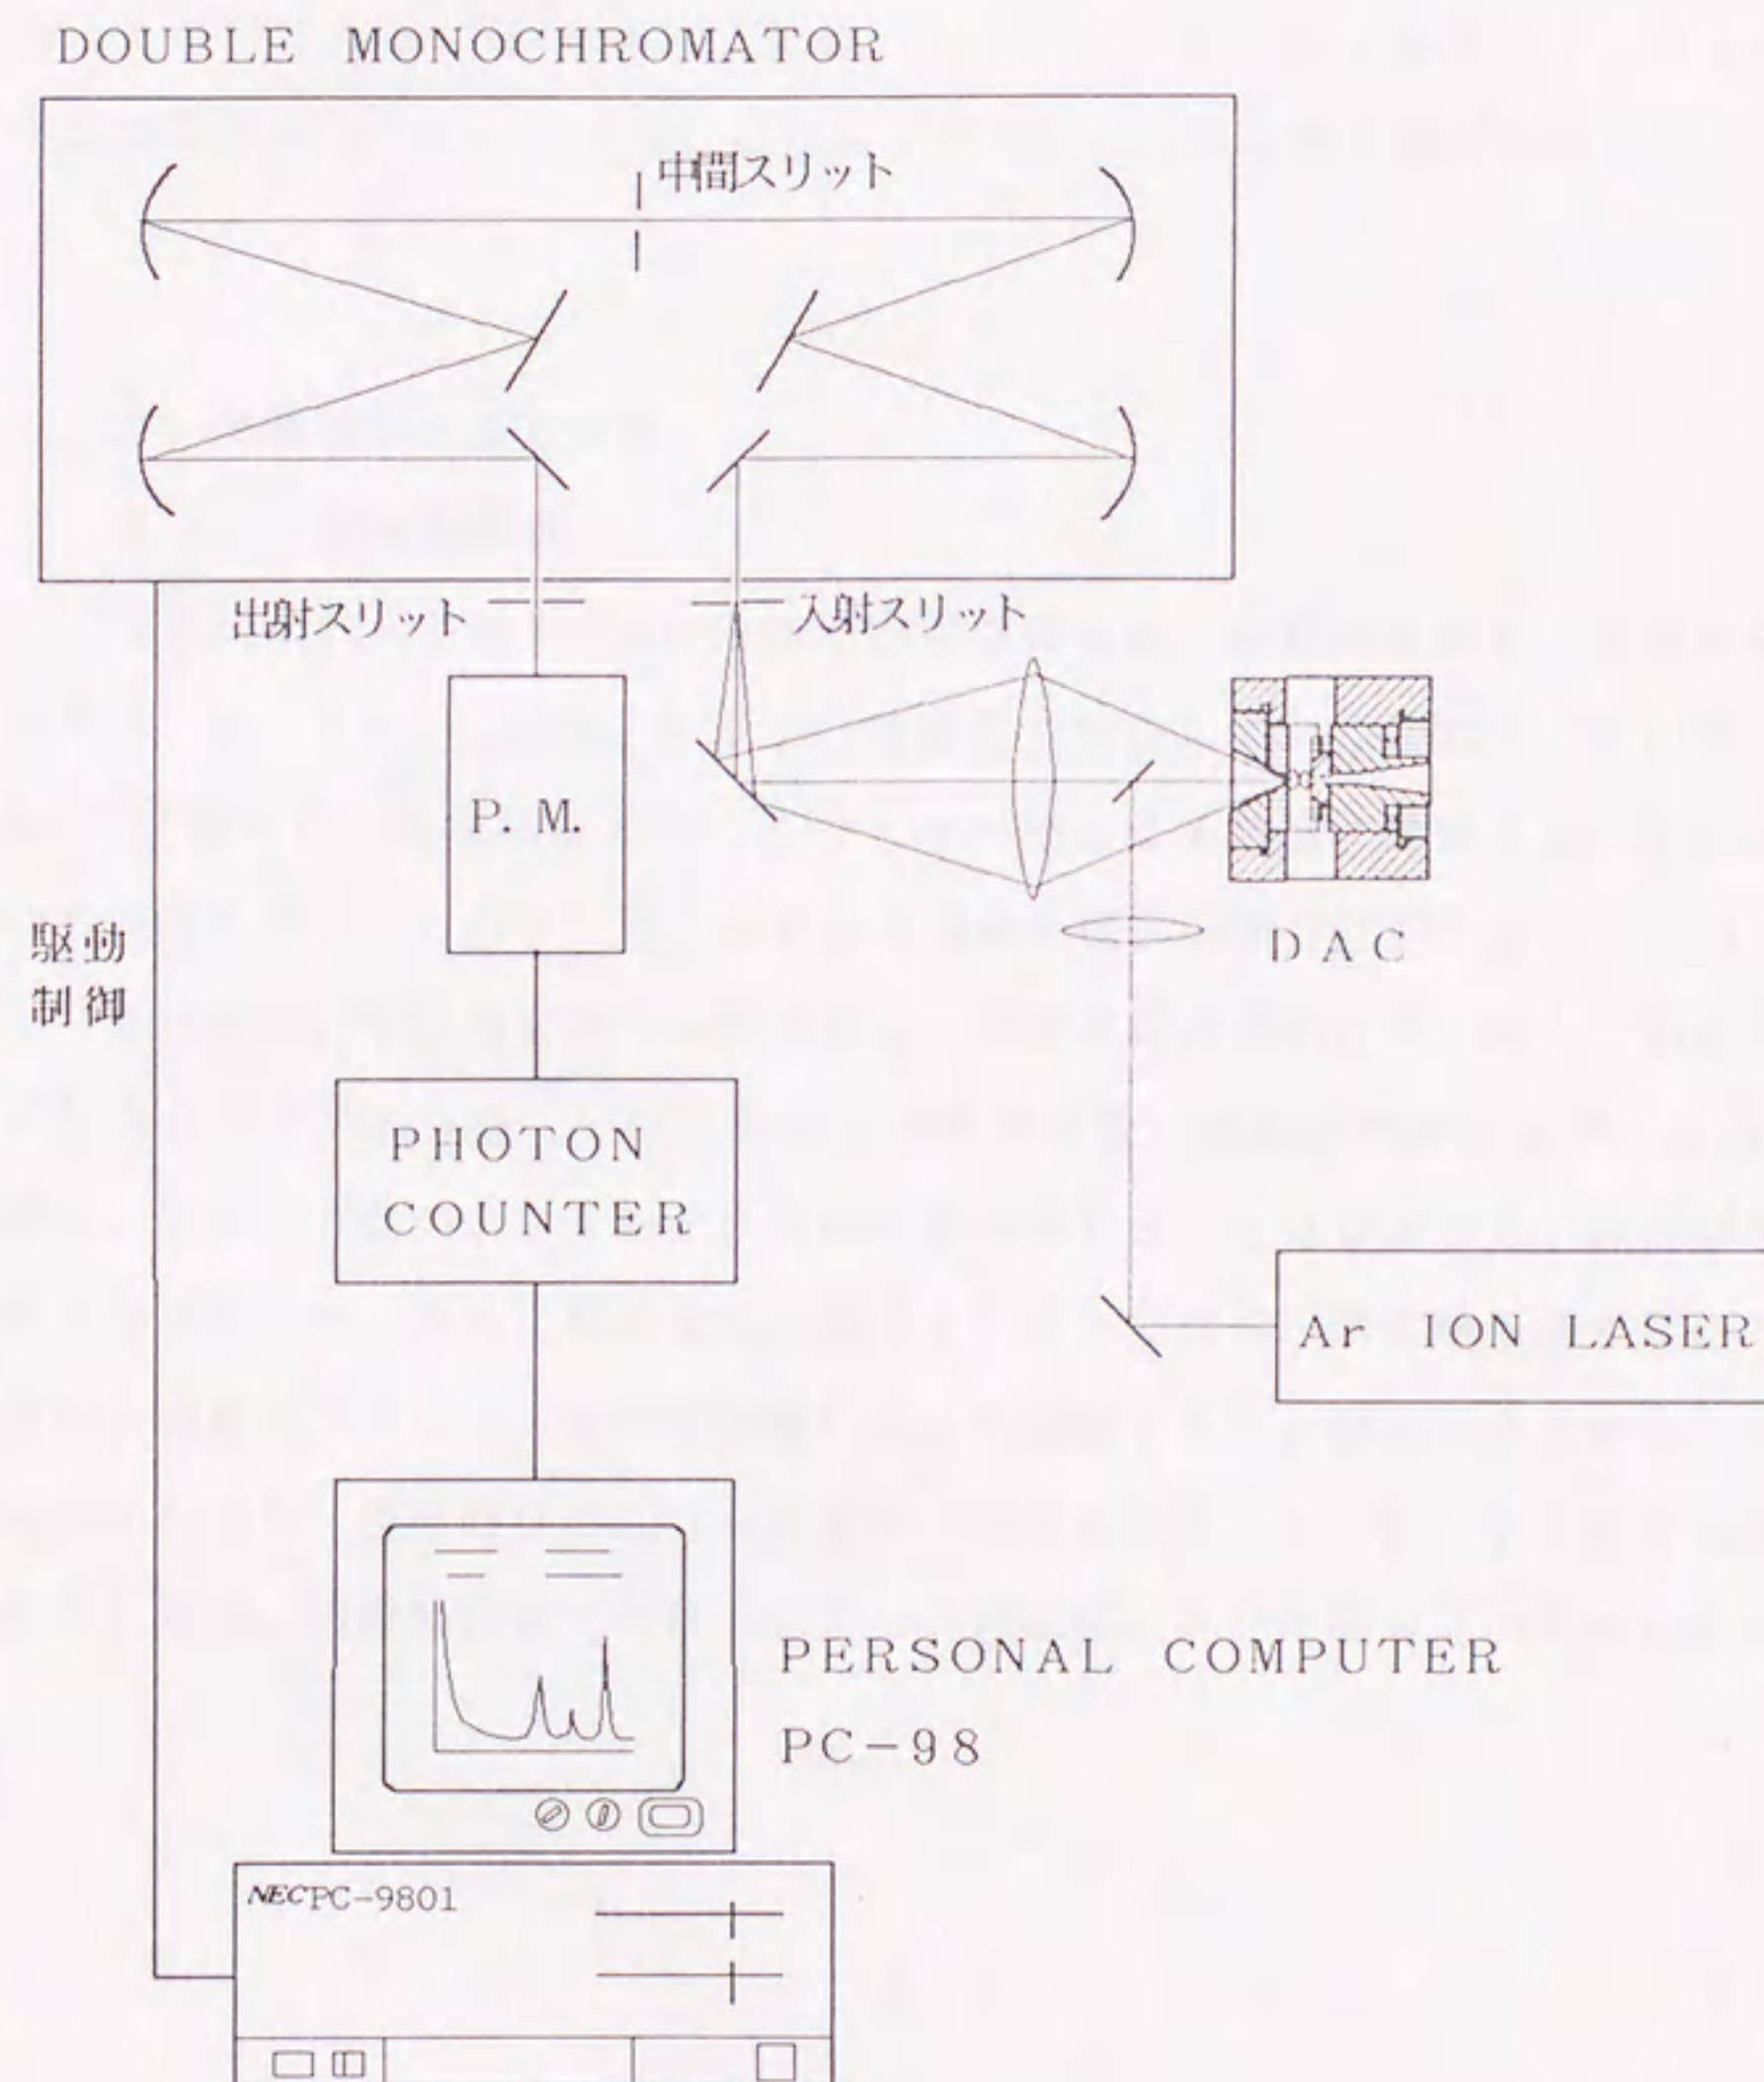 DOUBLE MONOCHROMATOR
中間スリット
出射スリット
入射スリット
P. M.
駆動
制御
DAC
PHOTON
COUNTER
Ar ION LASER
PERSONAL COMPUTER
PC-98
NEC PC-9801